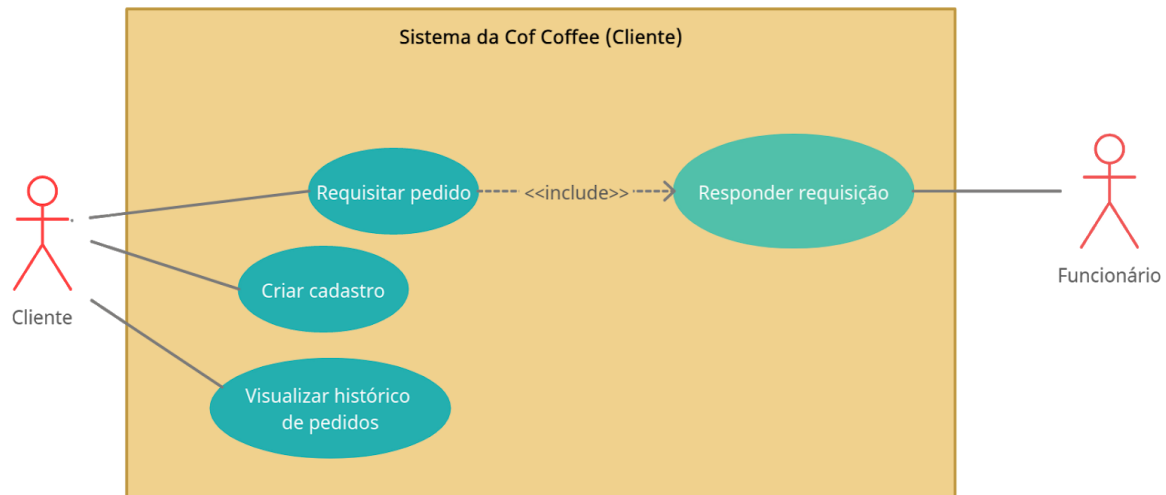 Sistema da Cof Coffee (Cliente)
Requisitar pedido
<<include>>
Responder requisição
Criar cadastro
Funcionário
Cliente
Visualizar histórico
de pedidos